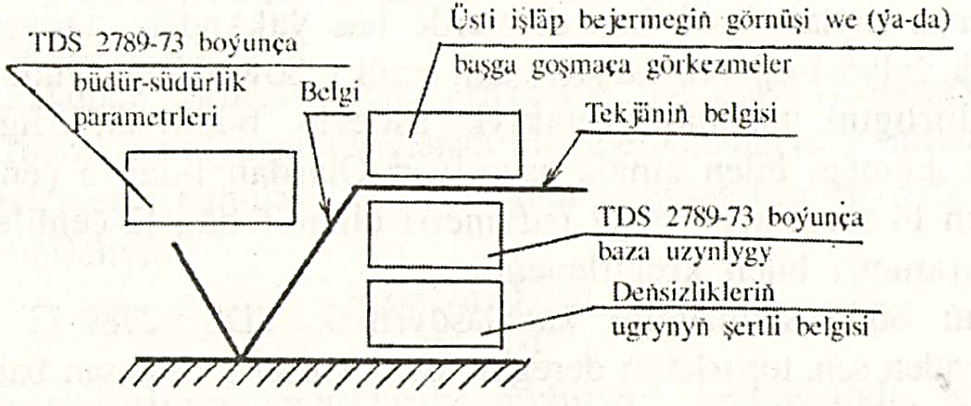 TDS 2789-73 boýunça
büdür-südürlik
parametrleri
Belgi
Üsti işläp bejermegiň görnüşi we (ýa-da)
başga goşmaça görkezmeler
Tekjäniň belgisi
TDS 2789-73 boýunça
baza uzynlygy
Deňsizlikleriň
ugrynyň şertli belgisi